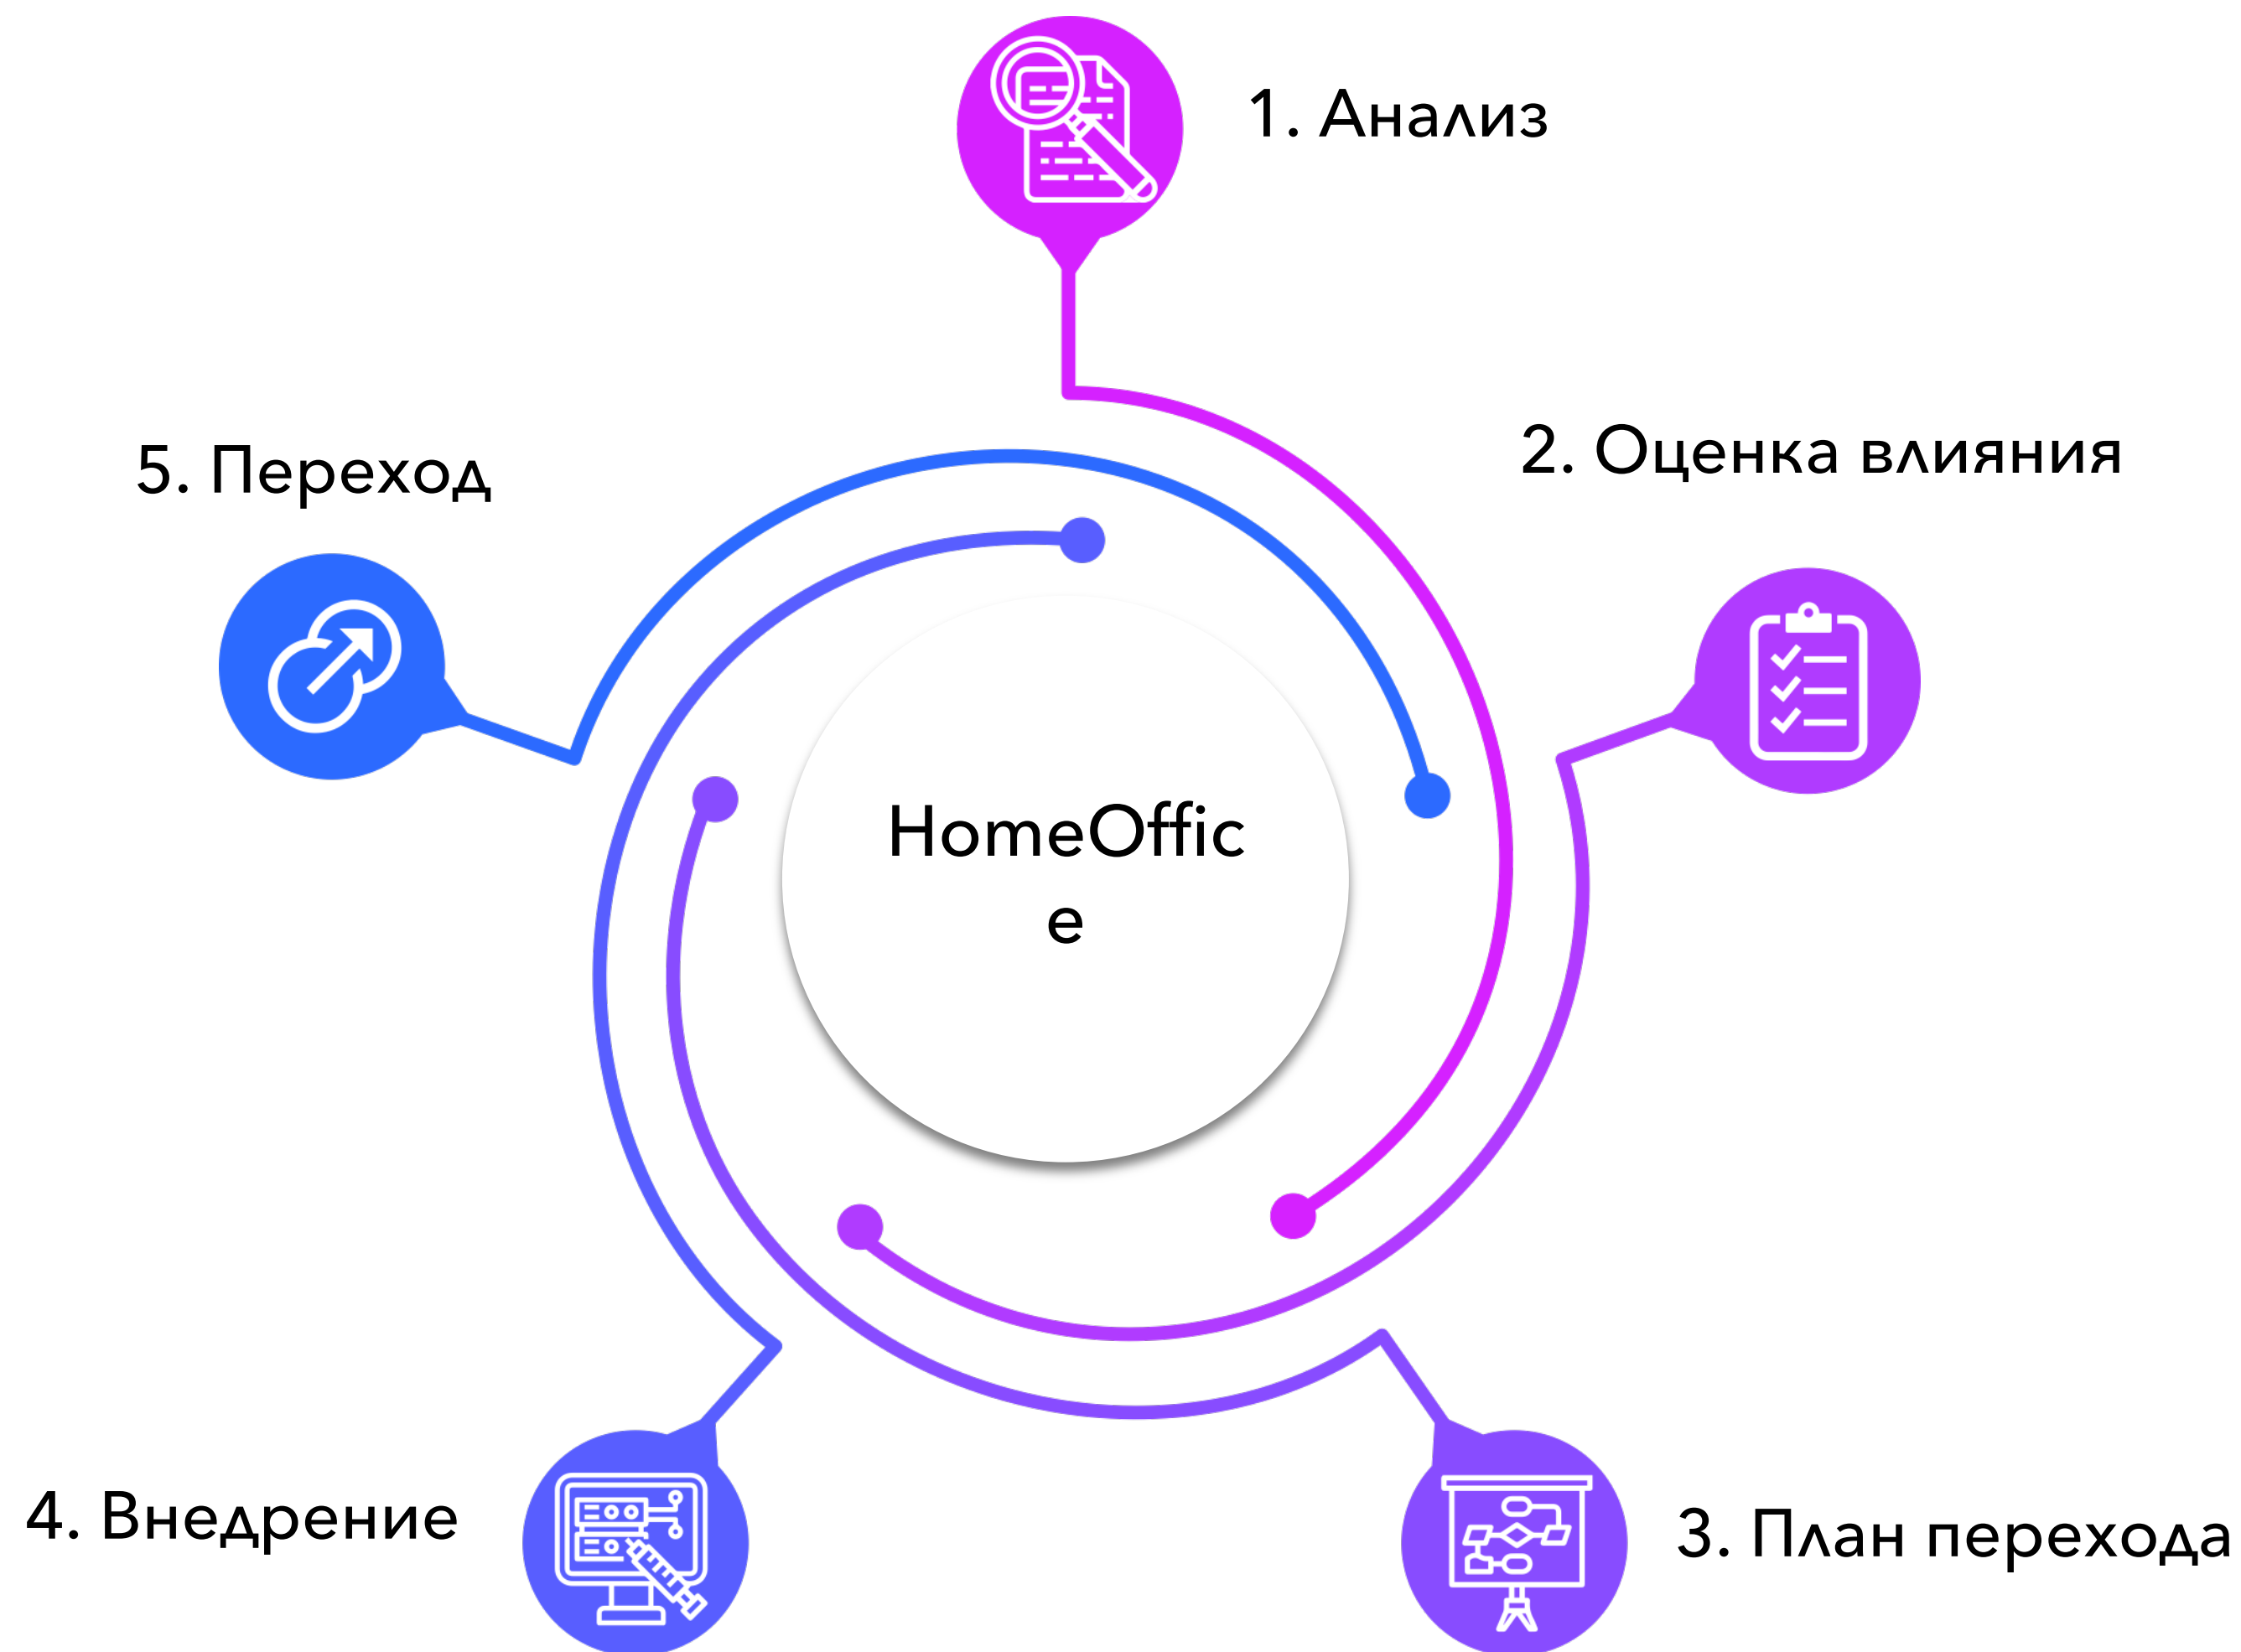 1. Анализ
2. Оценка влияния
5. Переход
HomeOffic
e
4. Внедрение
3. План перехода